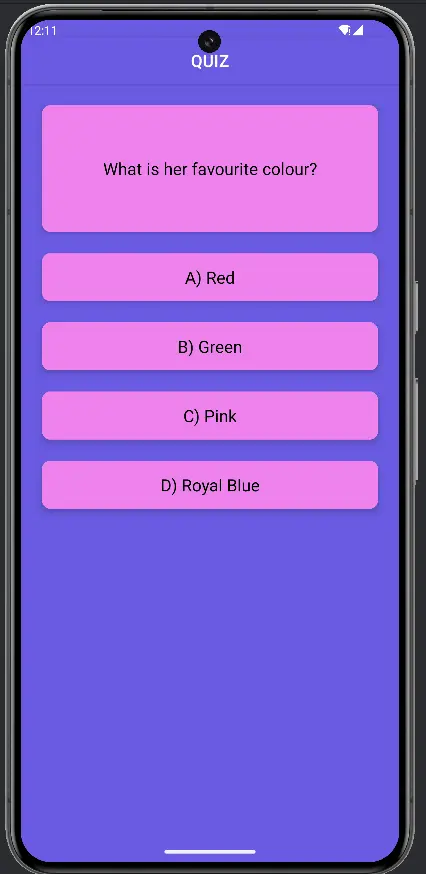 12:11
QUIZ
What is her favourite colour?
A) Red
B) Green
C) Pink
D) Royal Blue